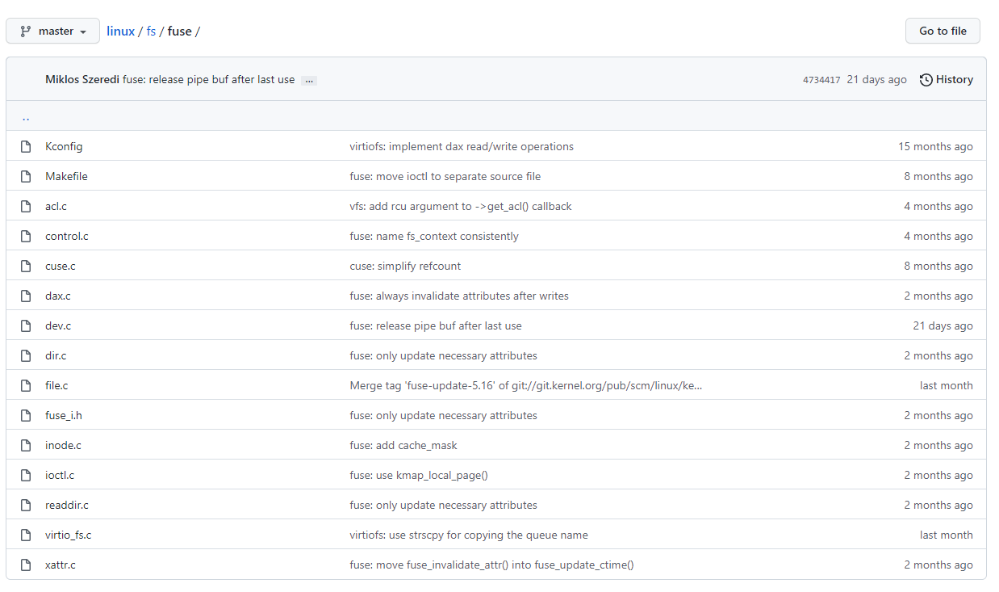 master linux / fs / fuse / Go to file
Miklos Szeredi fuse: release pipe buf after last use ... 4734417 21 days ago History
..
Kconfig virtiofs: implement dax read/write operations 15 months ago
Makefile fuse: move ioctl to separate source file 8 months ago
acl.c vfs: add rcu argument to ->get_acl() callback 4 months ago
control.c fuse: name fs_context consistently 4 months ago
cuse.c cuse: simplify refcount 8 months ago
dax.c fuse: always invalidate attributes after writes 2 months ago
dev.c fuse: release pipe buf after last use 21 days ago
dir.c fuse: only update necessary attributes 2 months ago
file.c Merge tag 'fuse-update-5.16' of git://git.kernel.org/pub/scm/linux/ke... last month
fuse_i.h fuse: only update necessary attributes 2 months ago
inode.c fuse: add cache_mask 2 months ago
ioctl.c fuse: use kmap_local_page() 2 months ago
readdir.c fuse: only update necessary attributes 2 months ago
virtio_fs.c virtiofs: use strscpy for copying the queue name last month
xattr.c fuse: move fuse_invalidate_attr() into fuse_update_ctime() 2 months ago